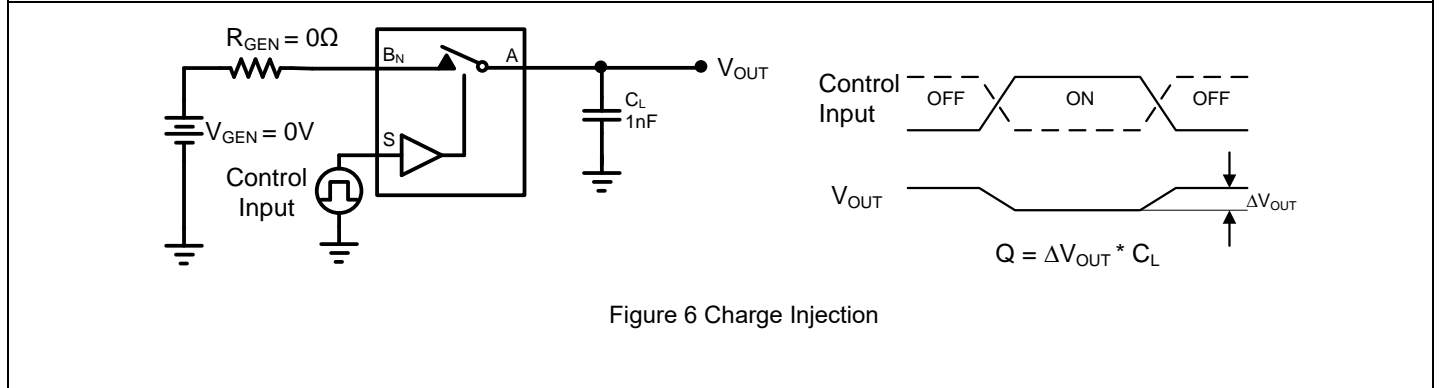 R_GEN = 0Ω
B_N
A
V_OUT
C_L
1nF
V_GEN = 0V
S
Control
Input
Control
Input
OFF
ON
OFF
V_OUT
ΔV_OUT
Q = ΔV_OUT * C_L
Figure 6 Charge Injection